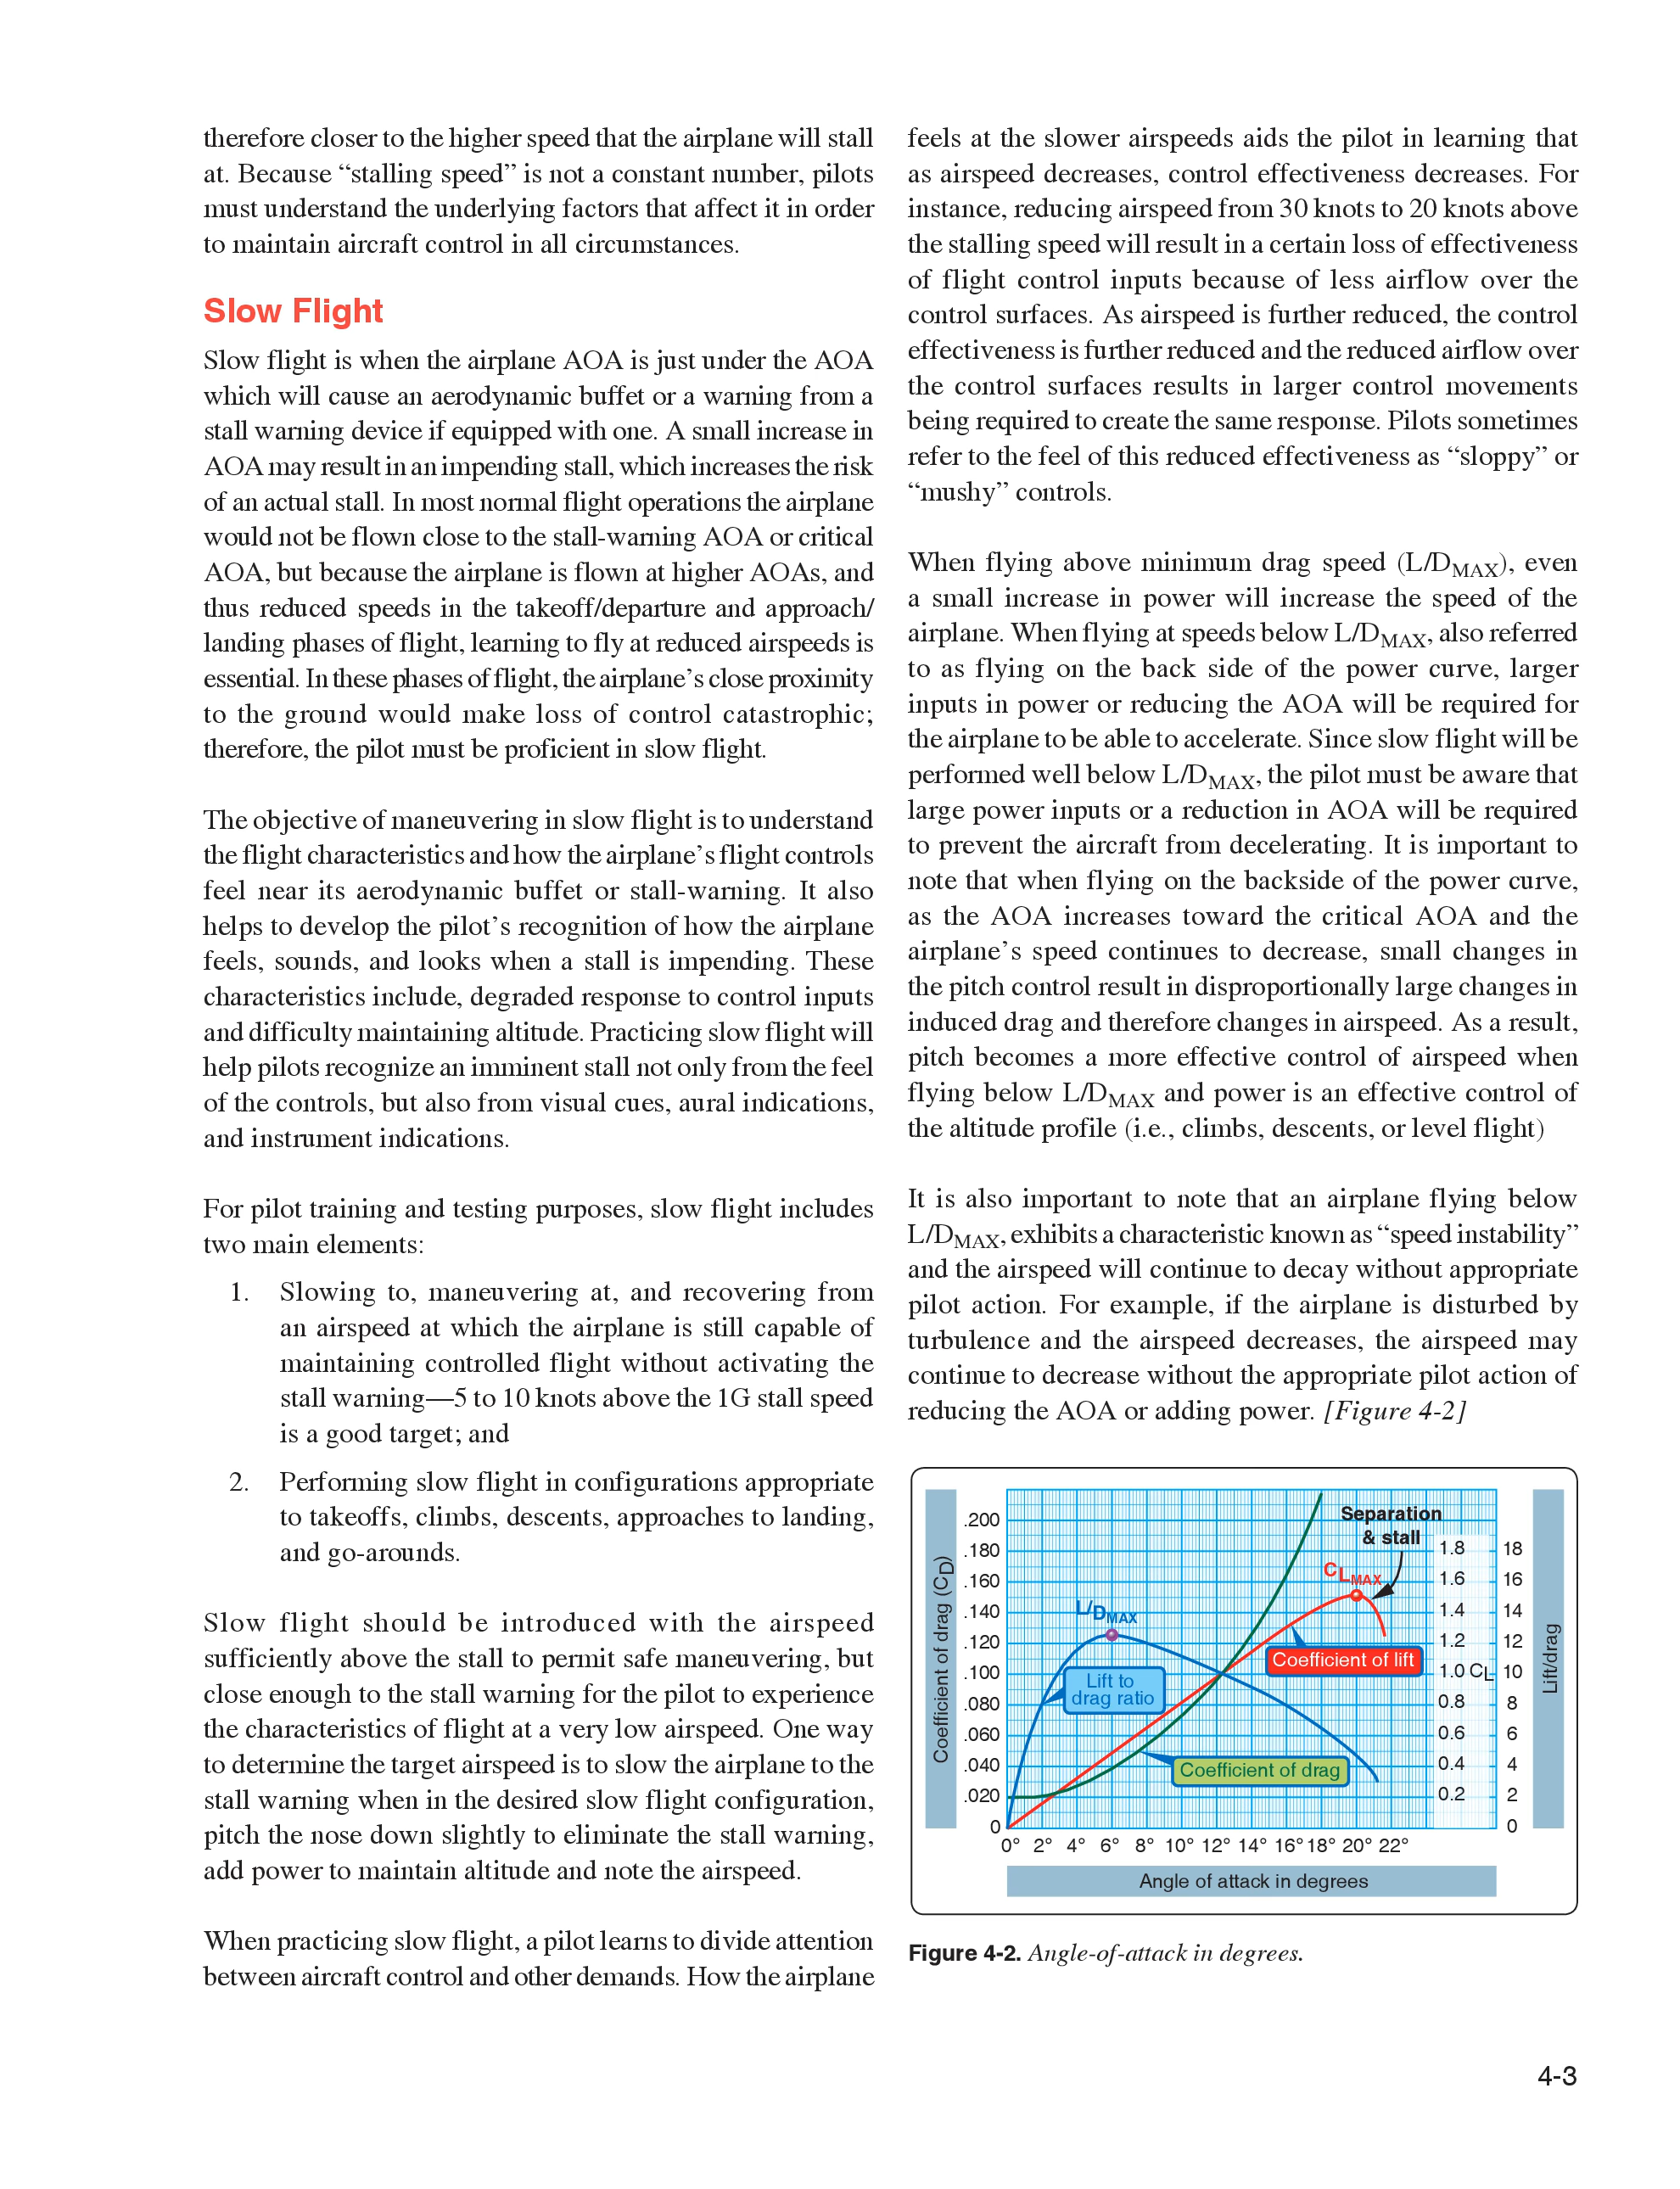 therefore closer to the higher speed that the airplane will stall
at. Because “stalling speed” is not a constant number, pilots
must understand the underlying factors that affect it in order
to maintain aircraft control in all circumstances.
Slow Flight
Slow flight is when the airplane AOA is just under the AOA
which will cause an aerodynamic buffet or a warning from a
stall warning device if equipped with one. A small increase in
AOA may result in an impending stall, which increases the risk
of an actual stall. In most normal flight operations the airplane
would not be flown close to the stall-warning AOA or critical
AOA, but because the airplane is flown at higher AOAs, and
thus reduced speeds in the takeoff/departure and approach/
landing phases of flight, learning to fly at reduced airspeeds is
essential. In these phases of flight, the airplane’s close proximity
to the ground would make loss of control catastrophic;
therefore, the pilot must be proficient in slow flight.
The objective of maneuvering in slow flight is to understand
the flight characteristics and how the airplane’s flight controls
feel near its aerodynamic buffet or stall-warning. It also
helps to develop the pilot’s recognition of how the airplane
feels, sounds, and looks when a stall is impending. These
characteristics include, degraded response to control inputs
and difficulty maintaining altitude. Practicing slow flight will
help pilots recognize an imminent stall not only from the feel
of the controls, but also from visual cues, aural indications,
and instrument indications.
For pilot training and testing purposes, slow flight includes
two main elements:
1. Slowing to, maneuvering at, and recovering from
an airspeed at which the airplane is still capable of
maintaining controlled flight without activating the
stall warning—5 to 10 knots above the 1G stall speed
is a good target; and
2. Performing slow flight in configurations appropriate
to takeoffs, climbs, descents, approaches to landing,
and go-arounds.
Slow flight should be introduced with the airspeed
sufficiently above the stall to permit safe maneuvering, but
close enough to the stall warning for the pilot to experience
the characteristics of flight at a very low airspeed. One way
to determine the target airspeed is to slow the airplane to the
stall warning when in the desired slow flight configuration,
pitch the nose down slightly to eliminate the stall warning,
add power to maintain altitude and note the airspeed.
When practicing slow flight, a pilot learns to divide attention
between aircraft control and other demands. How the airplane
feels at the slower airspeeds aids the pilot in learning that
as airspeed decreases, control effectiveness decreases. For
instance, reducing airspeed from 30 knots to 20 knots above
the stalling speed will result in a certain loss of effectiveness
of flight control inputs because of less airflow over the
control surfaces. As airspeed is further reduced, the control
effectiveness is further reduced and the reduced airflow over
the control surfaces results in larger control movements
being required to create the same response. Pilots sometimes
refer to the feel of this reduced effectiveness as “sloppy” or
“mushy” controls.
When flying above minimum drag speed (L/DMAX), even
a small increase in power will increase the speed of the
airplane. When flying at speeds below L/DMAX, also referred
to as flying on the back side of the power curve, larger
inputs in power or reducing the AOA will be required for
the airplane to be able to accelerate. Since slow flight will be
performed well below L/DMAX, the pilot must be aware that
large power inputs or a reduction in AOA will be required
to prevent the aircraft from decelerating. It is important to
note that when flying on the backside of the power curve,
as the AOA increases toward the critical AOA and the
airplane’s speed continues to decrease, small changes in
the pitch control result in disproportionally large changes in
induced drag and therefore changes in airspeed. As a result,
pitch becomes a more effective control of airspeed when
flying below L/DMAX and power is an effective control of
the altitude profile (i.e., climbs, descents, or level flight)
It is also important to note that an airplane flying below
L/DMAX, exhibits a characteristic known as “speed instability”
and the airspeed will continue to decay without appropriate
pilot action. For example, if the airplane is disturbed by
turbulence and the airspeed decreases, the airspeed may
continue to decrease without the appropriate pilot action of
reducing the AOA or adding power. [Figure 4-2]
Coefficient of drag (CD)
.200
.180
.160
.140
.120
.100
.080
.060
.040
.020
0
L/DMAX
Lift to
drag ratio
Separation
& stall
CLMAX
Coefficient of lift
Coefficient of drag
1.8
1.6
1.4
1.2
1.0 CL
0.8
0.6
0.4
0.2
18
16
14
12
10
8
6
4
2
0
Lift/drag
0° 2° 4° 6° 8° 10° 12° 14° 16° 18° 20° 22°
Angle of attack in degrees
Figure 4-2. Angle-of-attack in degrees.
4-3